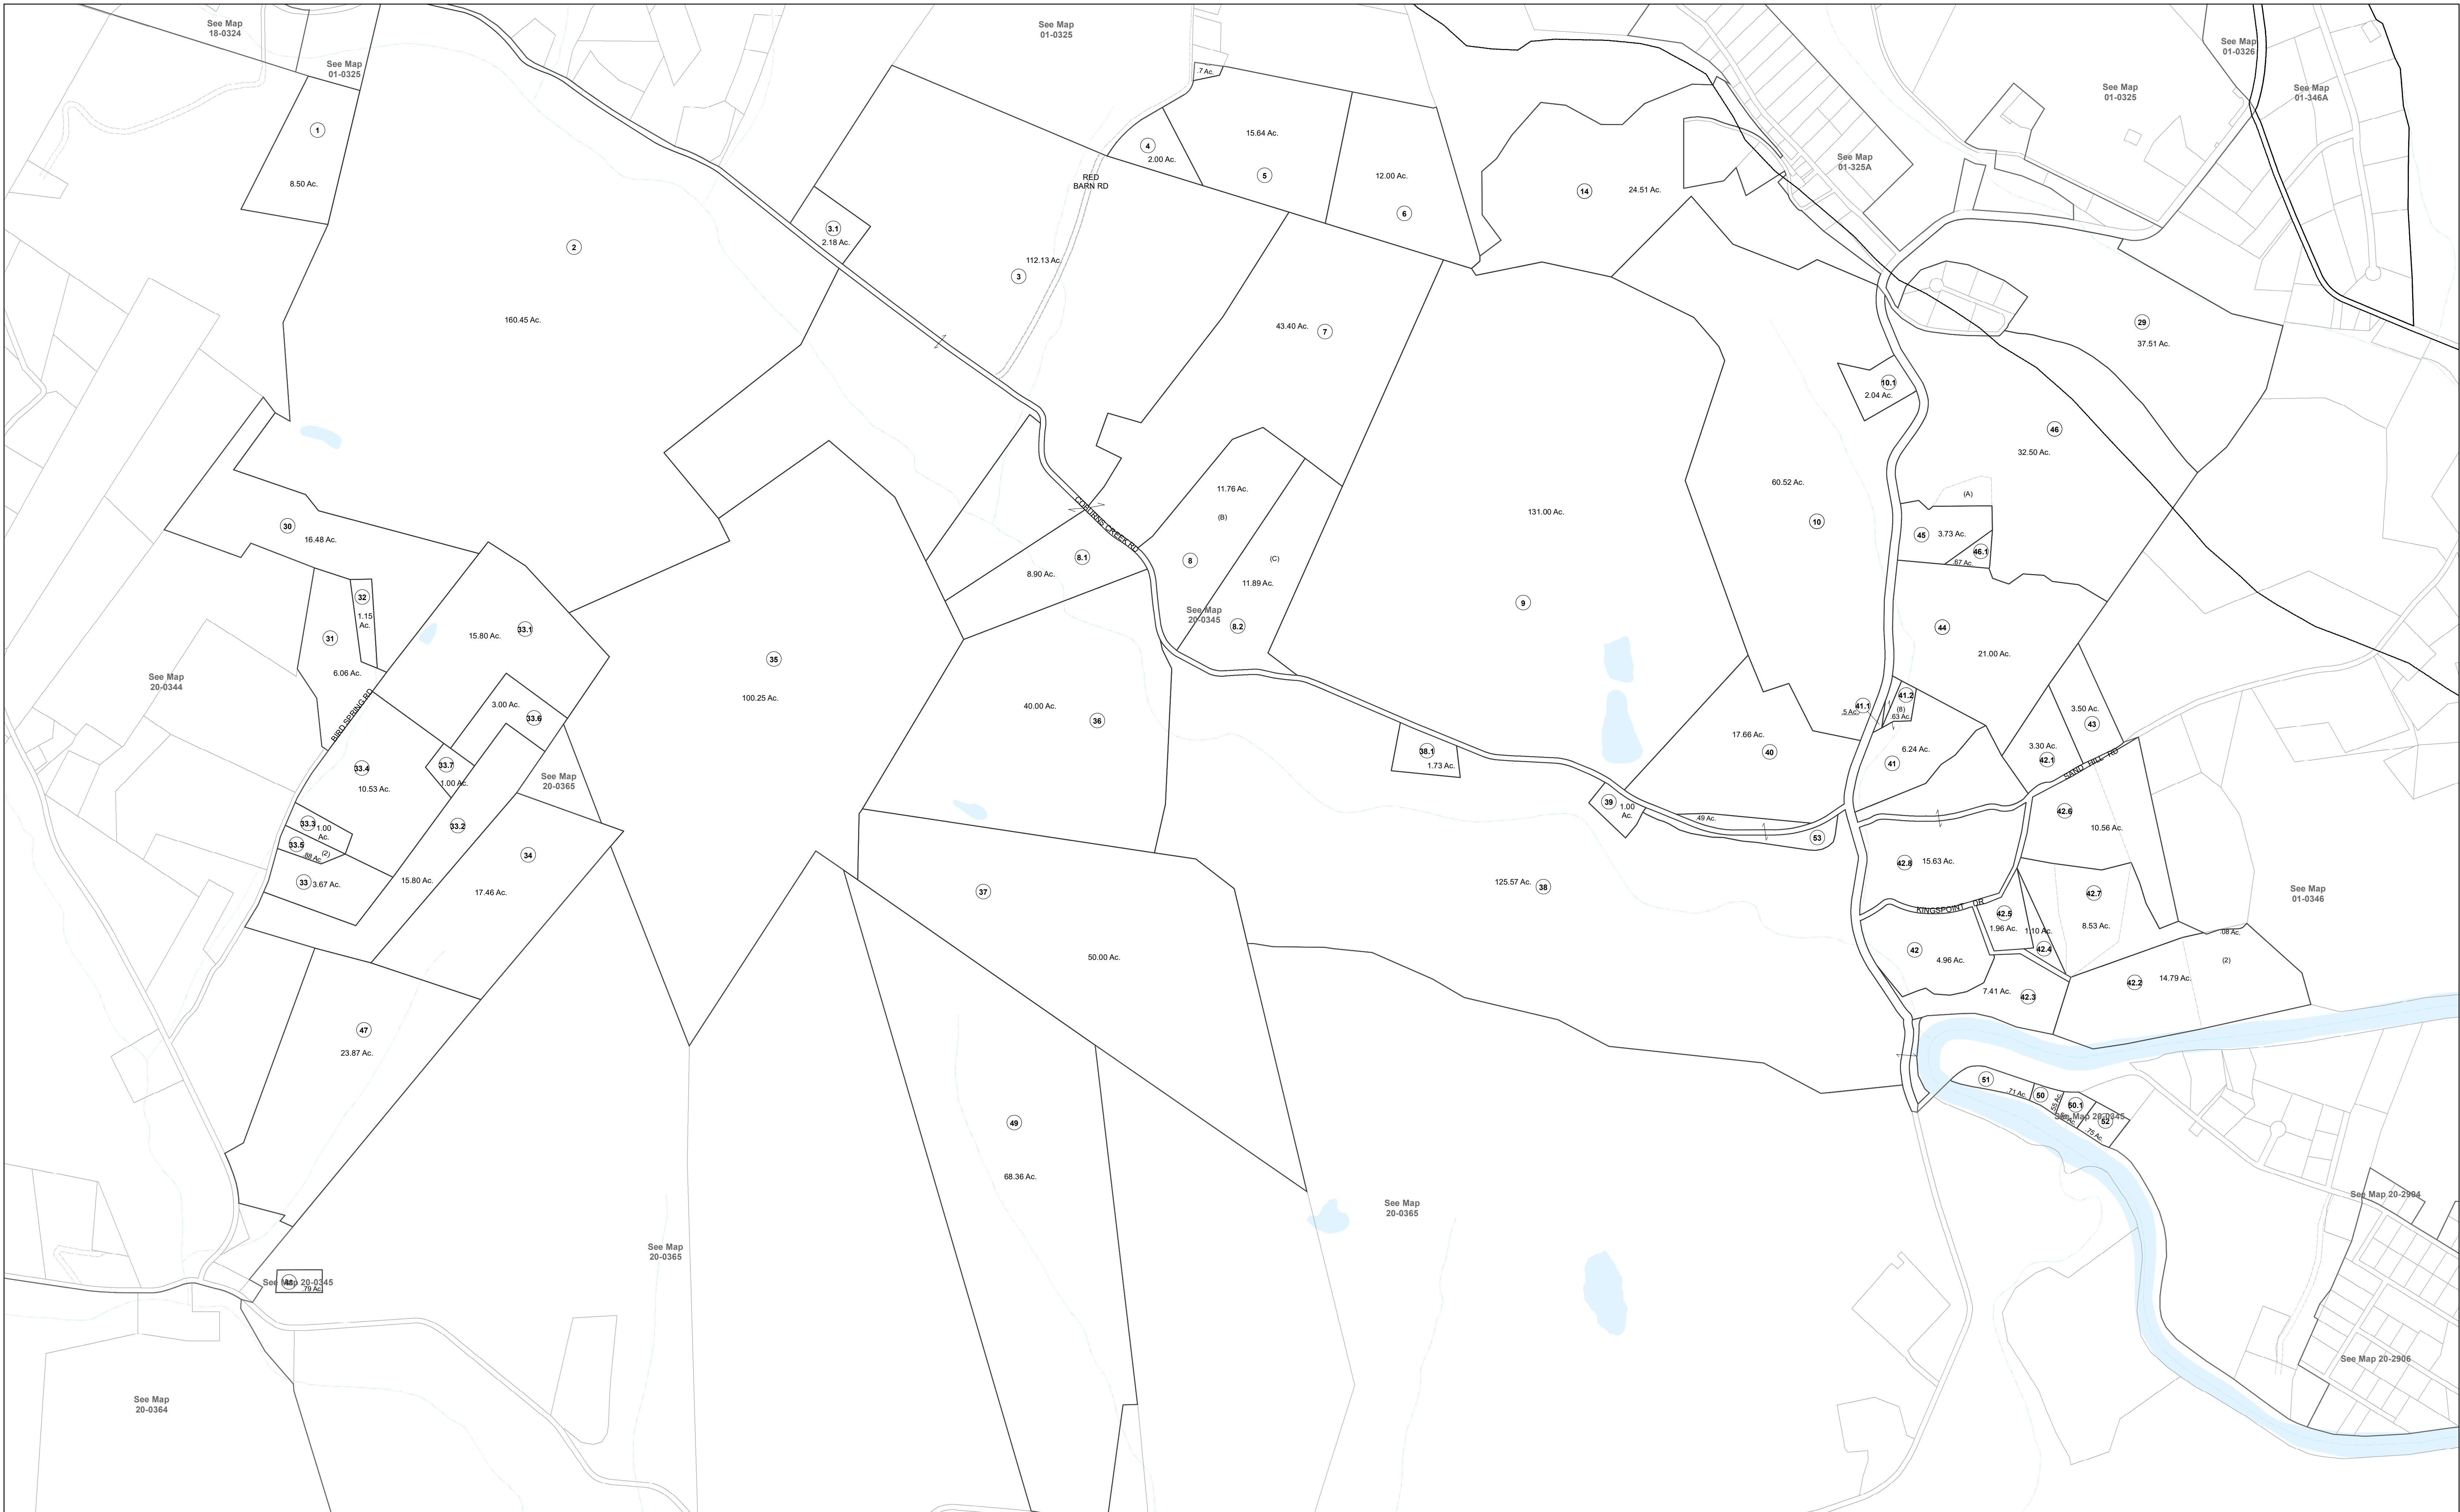 See Map
18-0324
See Map
01-0325
See Map
01-0325
See Map
01-0326
See Map
01-0325
See Map
01-346A
See Map
01-325A
.7 Ac.
1
8.50 Ac.
2
160.45 Ac.
3.1
2.18 Ac.
3
112.13 Ac.
RED
BARN RD
4
2.00 Ac.
15.64 Ac.
5
12.00 Ac.
6
14
24.51 Ac.
43.40 Ac.
7
29
37.51 Ac.
10.1
2.04 Ac.
46
32.50 Ac.
(A)
60.52 Ac.
10
45
3.73 Ac.
46.1
.67 Ac.
131.00 Ac.
9
11.76 Ac.
(B)
8
(C)
11.89 Ac.
See Map
20-0345
8.2
COBURNS CREEK RD
8.1
8.90 Ac.
30
16.48 Ac.
32
1.15
Ac.
31
6.06 Ac.
33.1
15.80 Ac.
See Map
20-0344
BIRD SPRING RD
3.00 Ac.
33.6
33.4
10.53 Ac.
33.7
1.00 Ac.
See Map
20-0365
33.3
1.00
Ac.
33.5
(2)
.88 Ac.
33
3.67 Ac.
33.2
15.80 Ac.
34
17.46 Ac.
35
100.25 Ac.
40.00 Ac.
36
37
50.00 Ac.
38.1
1.73 Ac.
39
1.00
Ac.
.49 Ac.
53
125.57 Ac.
38
17.66 Ac.
40
44
21.00 Ac.
41.1
.5 Ac.
41.2
(8)
.63 Ac.
41
6.24 Ac.
3.50 Ac.
43
3.30 Ac.
42.1
SAND HILL RD
42.6
10.56 Ac.
42.8
15.63 Ac.
KINGSPOINT DR
42.5
1.96 Ac.
1.10 Ac.
42.4
42.7
8.53 Ac.
See Map
01-0346
.08 Ac.
(2)
42
4.96 Ac.
42.2
14.79 Ac.
7.41 Ac.
42.3
47
23.87 Ac.
49
68.36 Ac.
51
.71 Ac.
50
.55 Ac.
50.1
52
.75 Ac.
See Map 20-0345
See Map
20-0365
See Map
20-0365
See Map 20-2904
See Map 20-0345
48
.79 Ac.
See Map
20-0364
See Map 20-2906